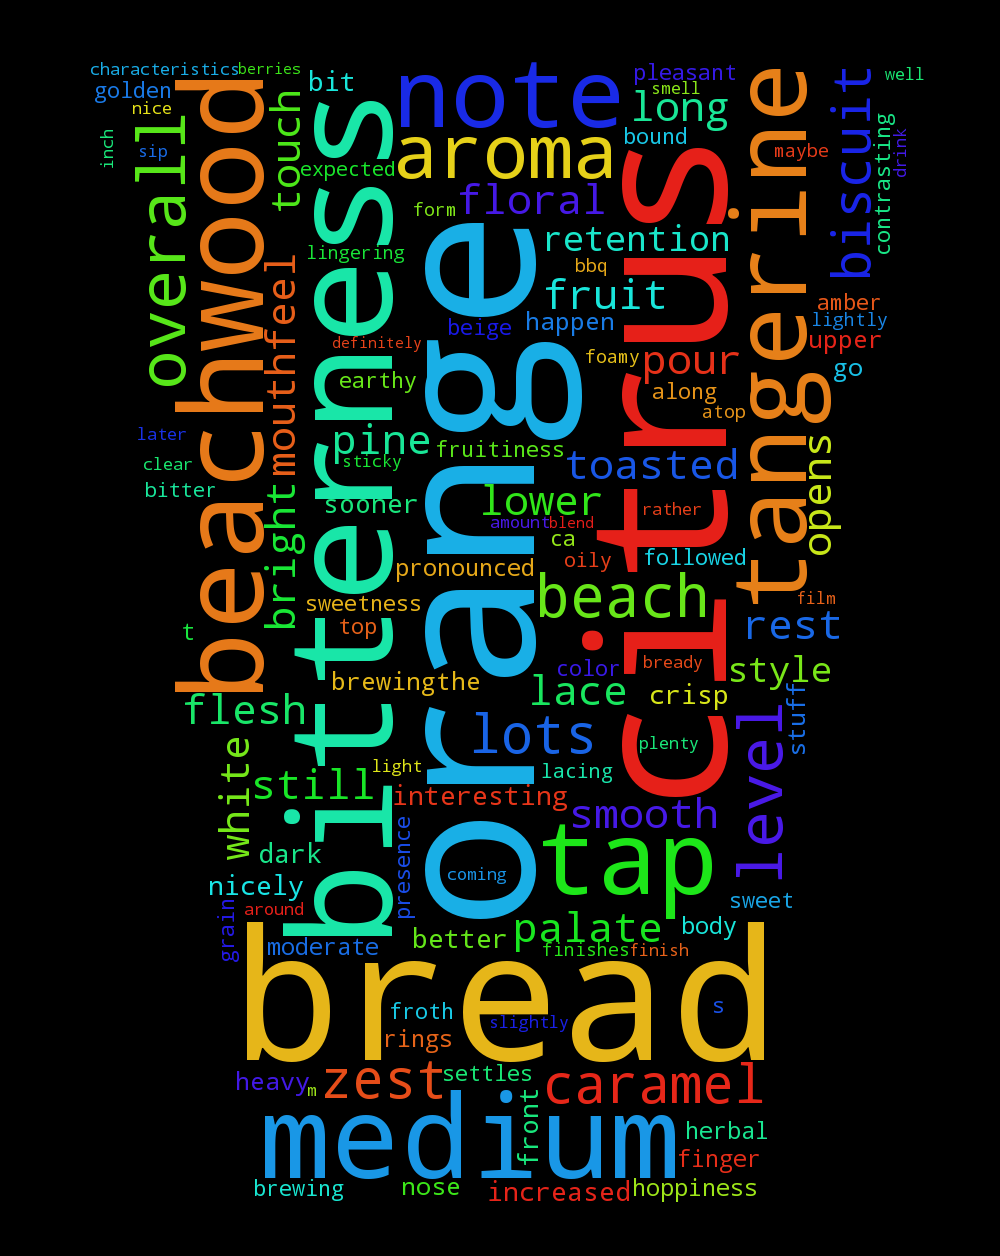 characteristics
berries
golden
nice
bit
note
pleasant
smell
long
bound
well
inch
sip
overall
beachwood
touch
expected
bitterness
aroma
form
floral
retention
bbq
fruit
citrus
tangerine
maybe
biscuit
contrasting
drink
lingering
mouthfeel
definitely
beige
happen
orange
foamy
pour
along
atop
amber
lightly
upper
go
earthy
later
clear
bitter
pine
sticky
fruitiness
toasted
sooner
lower
amount
blend
rather
opens
bright
ca
oily
followed
pronounced
sweetness
beach
film
t
top
rest
brewingthe
color
bready
style
flesh
lace
crisp
stuff
lots
plenty
level
white
light
lacing
still
interesting
smooth
dark
presence
tap
nicely
coming
sweet
around
grain
moderate
better
palate
body
finishes
finish
bread
froth
slightly
s
rings
heavy
m
zest
settles
caramel
medium
front
herbal
finger
brewing
nose
increased
hoppiness